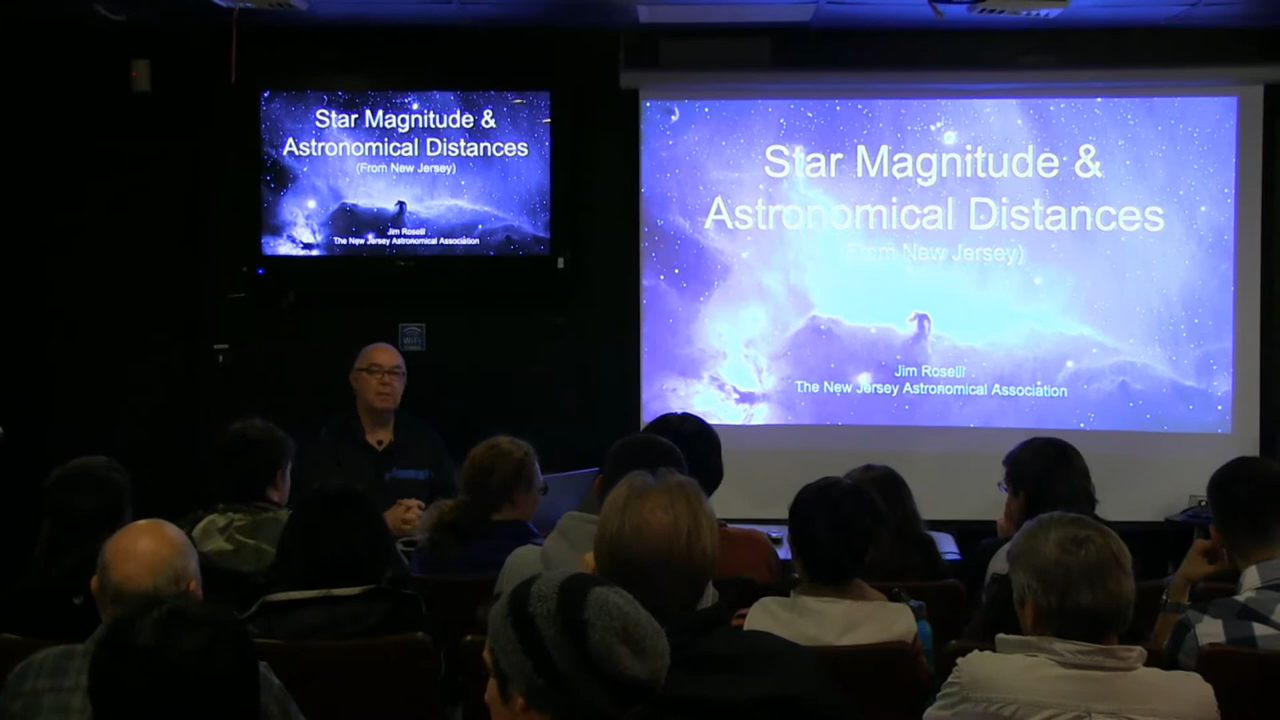 Star Magnitude &
Astronomical Distances
(From New Jersey)
Jim Roselli
The New Jersey Astronomical Association
Star Magnitude &
Astronomical Distances
From New Jersey)
Jim Roselli
The New Jersey Astronomical Association
WiFi